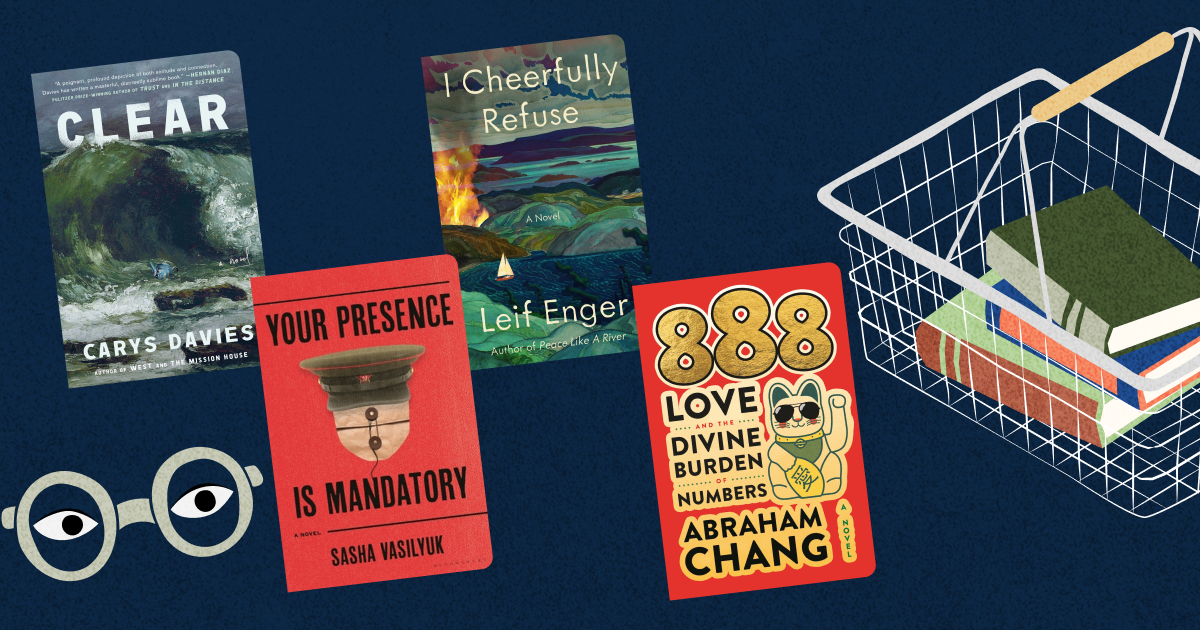 "A poignant, profound depiction of both solitude and connection.
Davies has written a masterful, discreetly sublime book." —HERNAN DIAZ,
PULITZER PRIZE–WINNING AUTHOR OF TRUST AND IN THE DISTANCE
CLEAR
a novel
CARYS DAVIES
AUTHOR OF WEST AND THE MISSION HOUSE
I Cheerfully
Refuse
A Novel
Leif Enger
Author of Peace Like A River
YOUR PRESENCE
IS MANDATORY
A NOVEL
SASHA VASILYUK
BLOOMSBURY
888
LOVE
AND THE
DIVINE
BURDEN
OF
NUMBERS
ABRAHAM
CHANG
A NOVEL